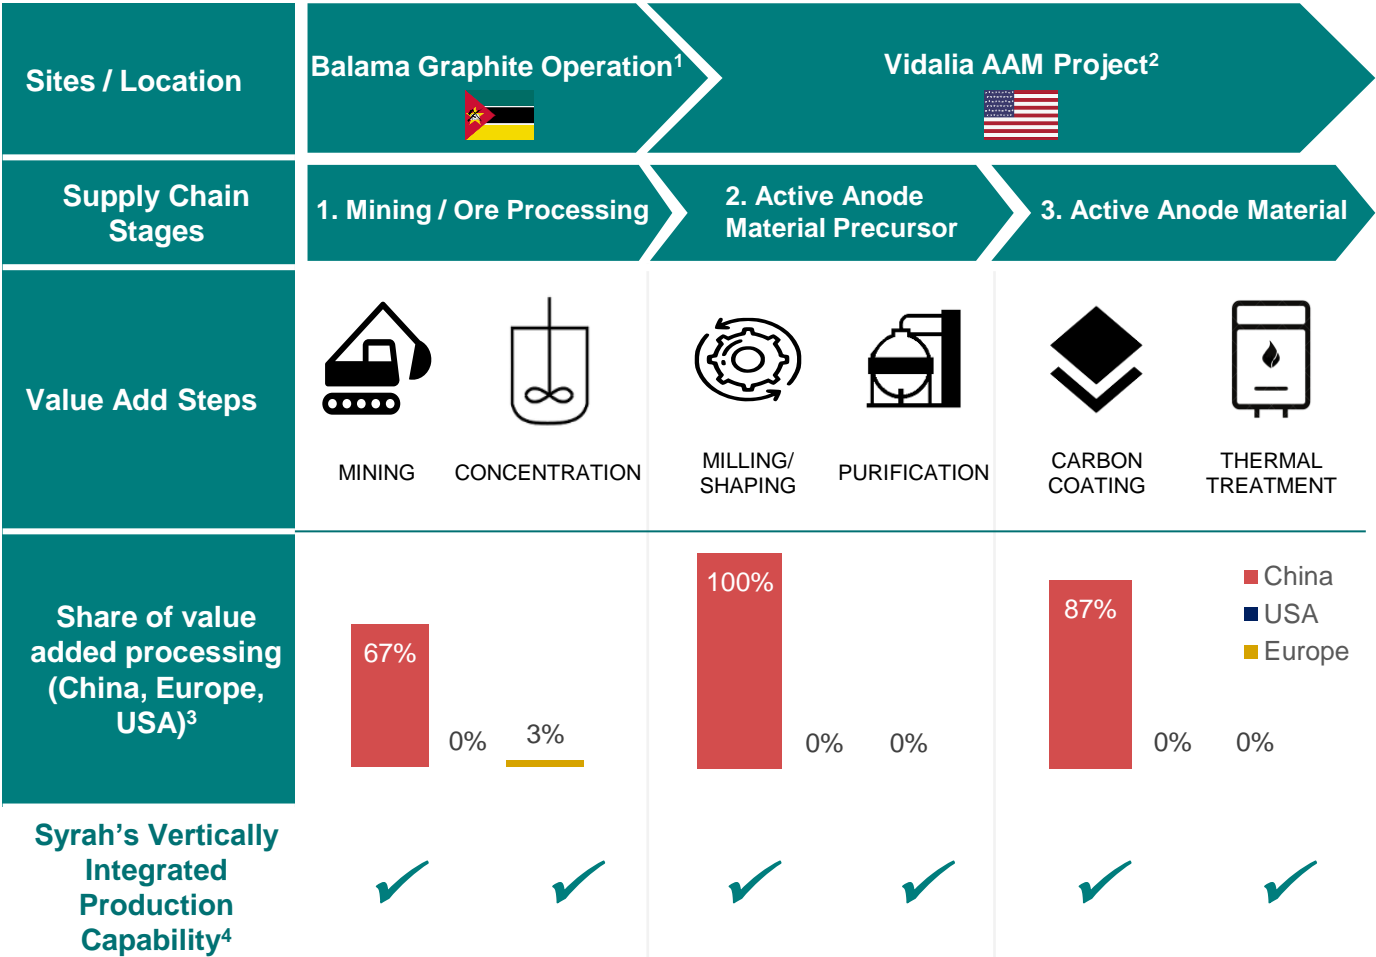 Sites / Location
Balama Graphite Operation¹
Vidalia AAM Project²
Supply Chain
Stages
1. Mining / Ore Processing
2. Active Anode
Material Precursor
3. Active Anode Material
Value Add Steps
MINING
CONCENTRATION
MILLING/
SHAPING
PURIFICATION
CARBON
COATING
THERMAL
TREATMENT
Share of value
added processing
(China, Europe,
USA)³
67%
0%
3%
100%
0%
0%
87%
0%
0%
China
USA
Europe
Syrah’s Vertically
Integrated
Production
Capability⁴